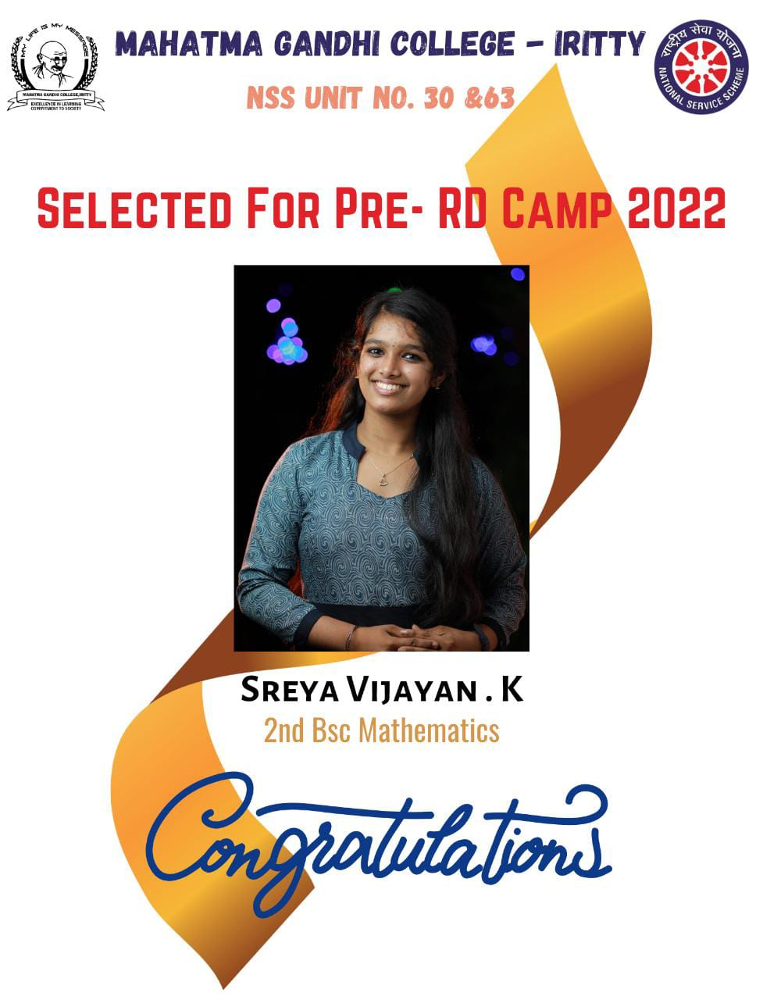 MY LIFE IS MY MESSAGE
MAHATMA GANDHI COLLEGE,IRITTY
EXCELLENCE IN LEARNING
COMMITMENT TO SOCIETY
MAHATMA GANDHI COLLEGE – IRITTY
राष्ट्रीय सेवा योजना
NATIONAL SERVICE SCHEME
NSS UNIT NO. 30 &63
SELECTED FOR PRE- RD CAMP 2022
SREYA VIJAYAN . K
2nd Bsc Mathematics
Congratulations